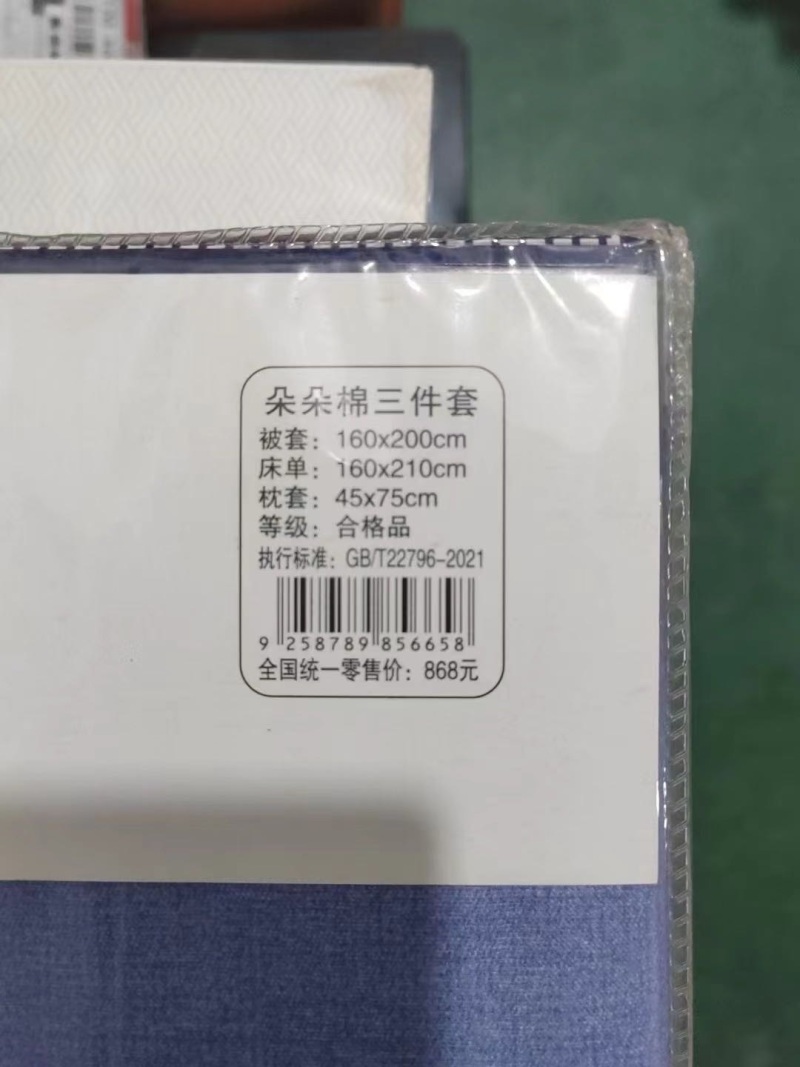 朵朵棉三件套
被套：160x200cm
床单：160x210cm
枕套：45x75cm
等级：合格品
执行标准：GB/T22796-2021
9 258789 856658
全国统一零售价：868元